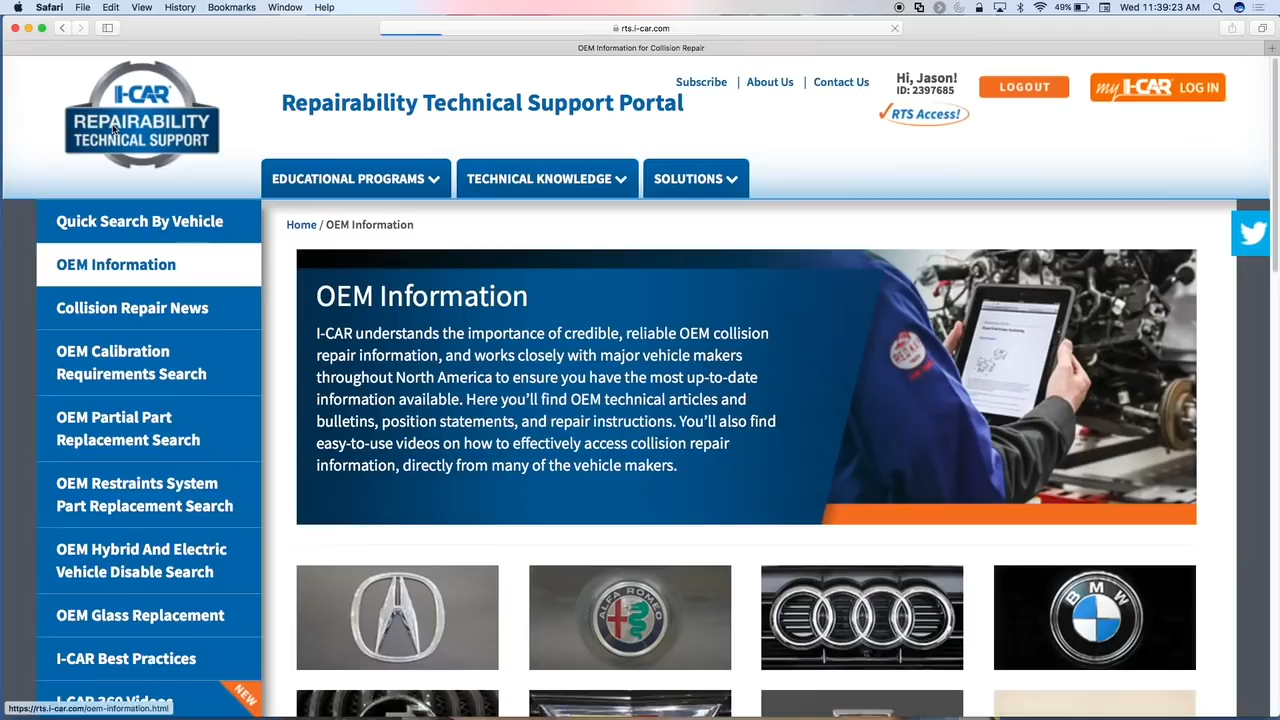 Safari File Edit View History Bookmarks Window Help
49% Wed 11:39:23 AM
rts.i-car.com
OEM Information for Collision Repair
I-CAR
REPAIRABILITY
TECHNICAL SUPPORT
Repairability Technical Support Portal
Subscribe | About Us | Contact Us
Hi, Jason!
ID: 2397685
RTS Access!
LOGOUT
my I-CAR LOG IN
EDUCATIONAL PROGRAMS
TECHNICAL KNOWLEDGE
SOLUTIONS
Quick Search By Vehicle
OEM Information
Collision Repair News
OEM Calibration
Requirements Search
OEM Partial Part
Replacement Search
OEM Restraints System
Part Replacement Search
OEM Hybrid And Electric
Vehicle Disable Search
OEM Glass Replacement
I-CAR Best Practices
I-CAR 360 Videos
NEW
https://rts.i-car.com/oem-information.html
Home / OEM Information
OEM Information
I-CAR understands the importance of credible, reliable OEM collision
repair information, and works closely with major vehicle makers
throughout North America to ensure you have the most up-to-date
information available. Here you’ll find OEM technical articles and
bulletins, position statements, and repair instructions. You’ll also find
easy-to-use videos on how to effectively access collision repair
information, directly from many of the vehicle makers.
ALFA ROMEO
BMW